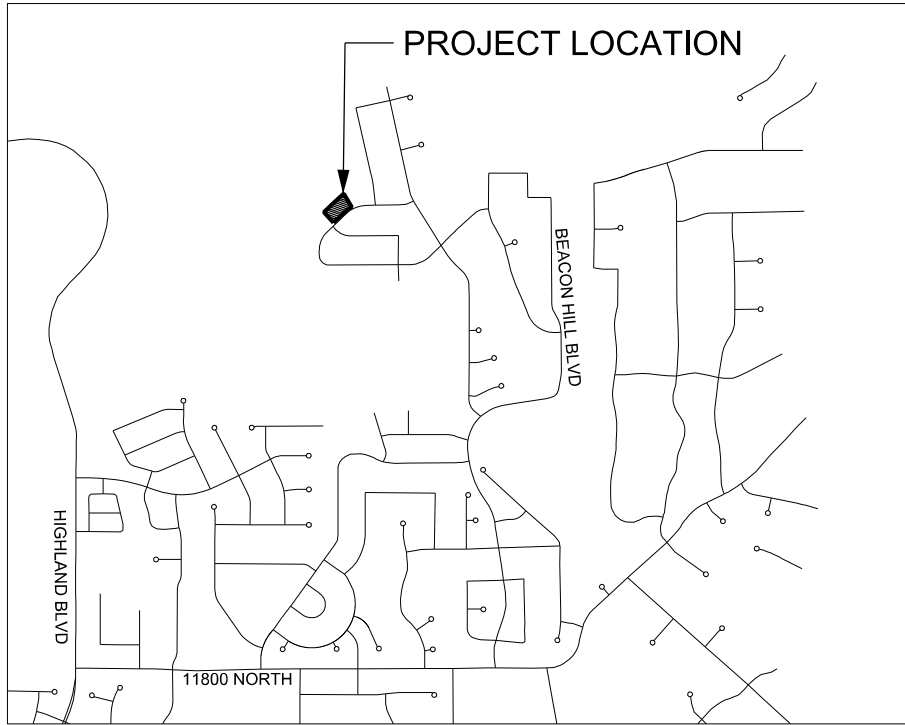 PROJECT LOCATION
BEACON HILL BLVD
HIGHLAND BLVD
11800 NORTH